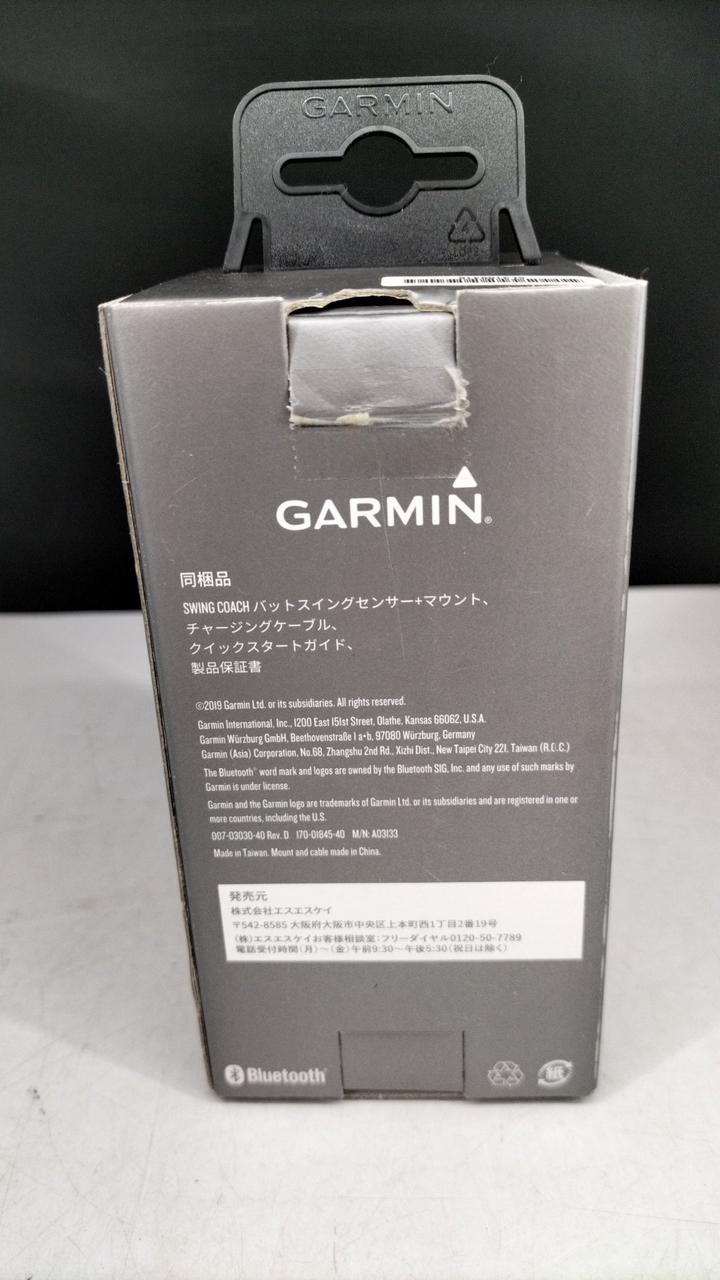 GARMIN
GARMIN®
同梱品
SWING COACH バットスイングセンサー+マウント、
チャージングケーブル、
クイックスタートガイド、
製品保証書
©2019 Garmin Ltd. or its subsidiaries. All rights reserved.
Garmin International, Inc., 1200 East 151st Street, Olathe, Kansas 66062, U.S.A.
Garmin Würzburg GmbH, Beethovenstraße 1 a+b, 97080 Würzburg, Germany
Garmin (Asia) Corporation, No.68, Zhangshu 2nd Rd., Xizhi Dist., New Taipei City 221, Taiwan (R.O.C.)
The Bluetooth® word mark and logos are owned by the Bluetooth SIG, Inc. and any use of such marks by
Garmin is under license.
Garmin and the Garmin logo are trademarks of Garmin Ltd. or its subsidiaries and are registered in one or
more countries, including the U.S.
007-03030-40 Rev. D 170-01845-40 M/N: A03133
Made in Taiwan. Mount and cable made in China.
発売元
株式会社エスエスケイ
〒542-8585 大阪府大阪市中央区上本町西1丁目2番19号
(株)エスエスケイお客様相談室:フリーダイヤル0120-50-7789
電話受付時間(月)~(金)午前9:30~午後5:30(祝日は除く)
Bluetooth®
紙